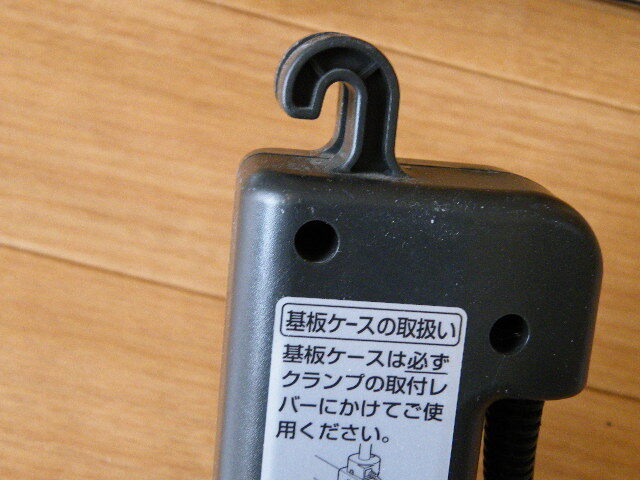 基板ケースの取扱い
基板ケースは必ず
クランプの取付レ
バーにかけてご使
用ください。